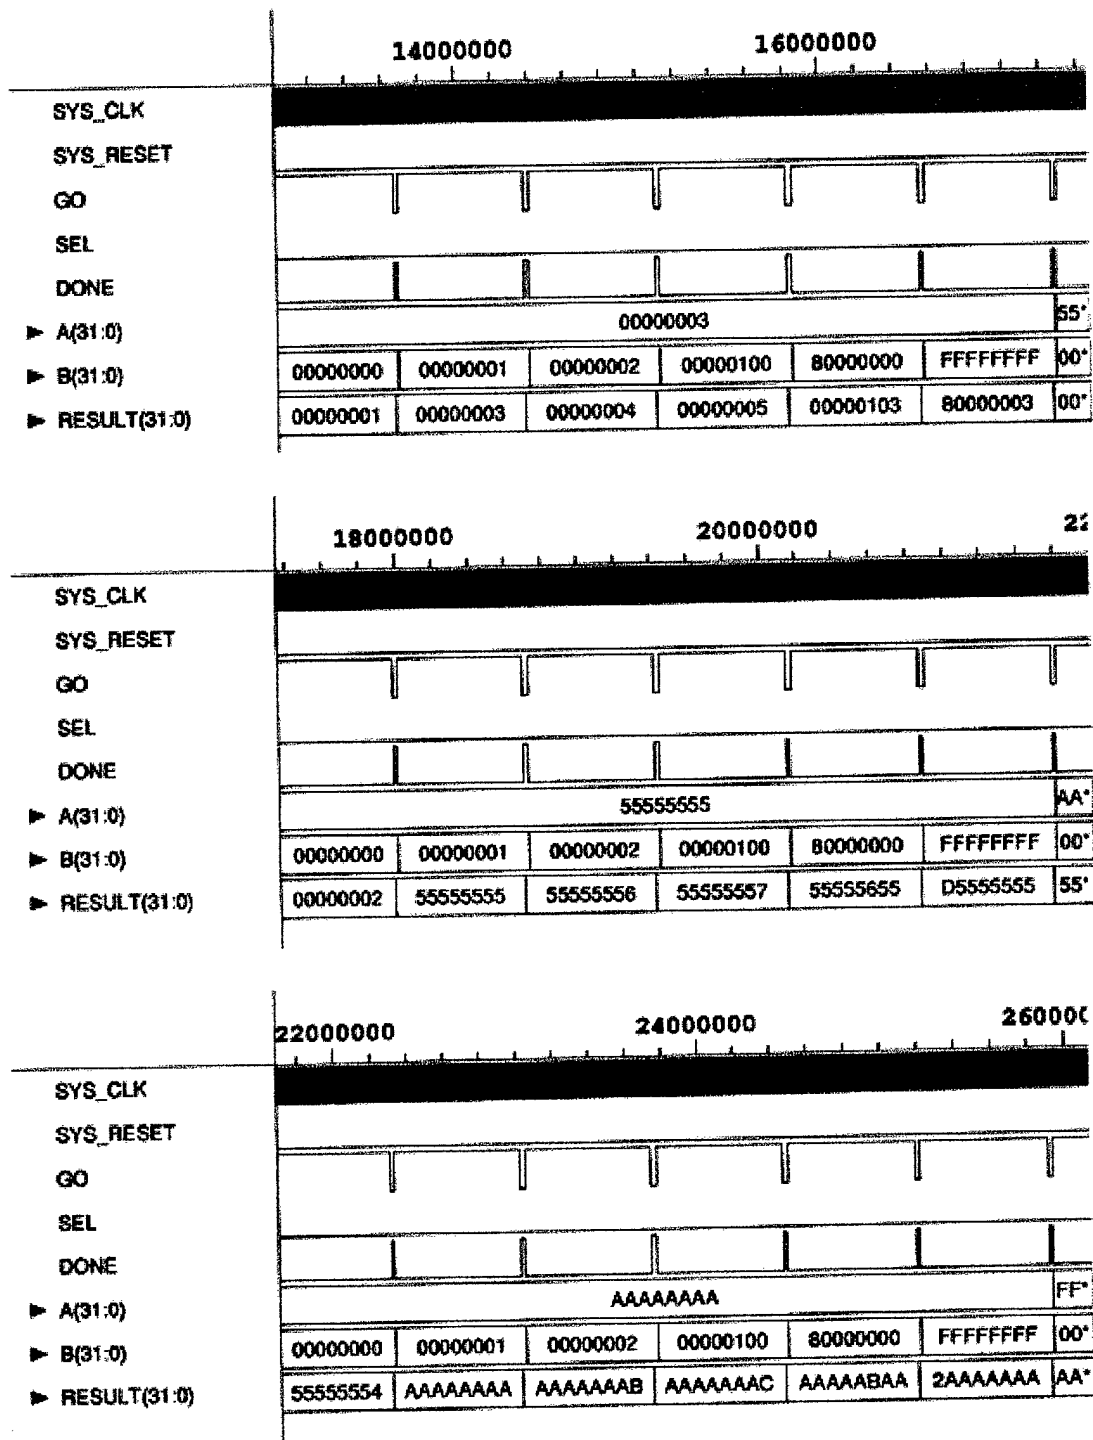 14000000 16000000
SYS_CLK
SYS_RESET
GO
SEL
DONE
A(31:0) 00000003 55*
B(31:0) 00000000 00000001 00000002 00000100 80000000 FFFFFFFF 00*
RESULT(31:0) 00000001 00000003 00000004 00000005 00000103 80000003 00*
18000000 20000000 22
SYS_CLK
SYS_RESET
GO
SEL
DONE
A(31:0) 55555555 AA*
B(31:0) 00000000 00000001 00000002 00000100 80000000 FFFFFFFF 00*
RESULT(31:0) 00000002 55555555 55555556 55555557 55555655 D5555555 55*
22000000 24000000 26000
SYS_CLK
SYS_RESET
GO
SEL
DONE
A(31:0) AAAAAAAA FF*
B(31:0) 00000000 00000001 00000002 00000100 80000000 FFFFFFFF 00*
RESULT(31:0) 55555554 AAAAAAAA AAAAAAAB AAAAAAAC AAAAABAA 2AAAAAAA AA*